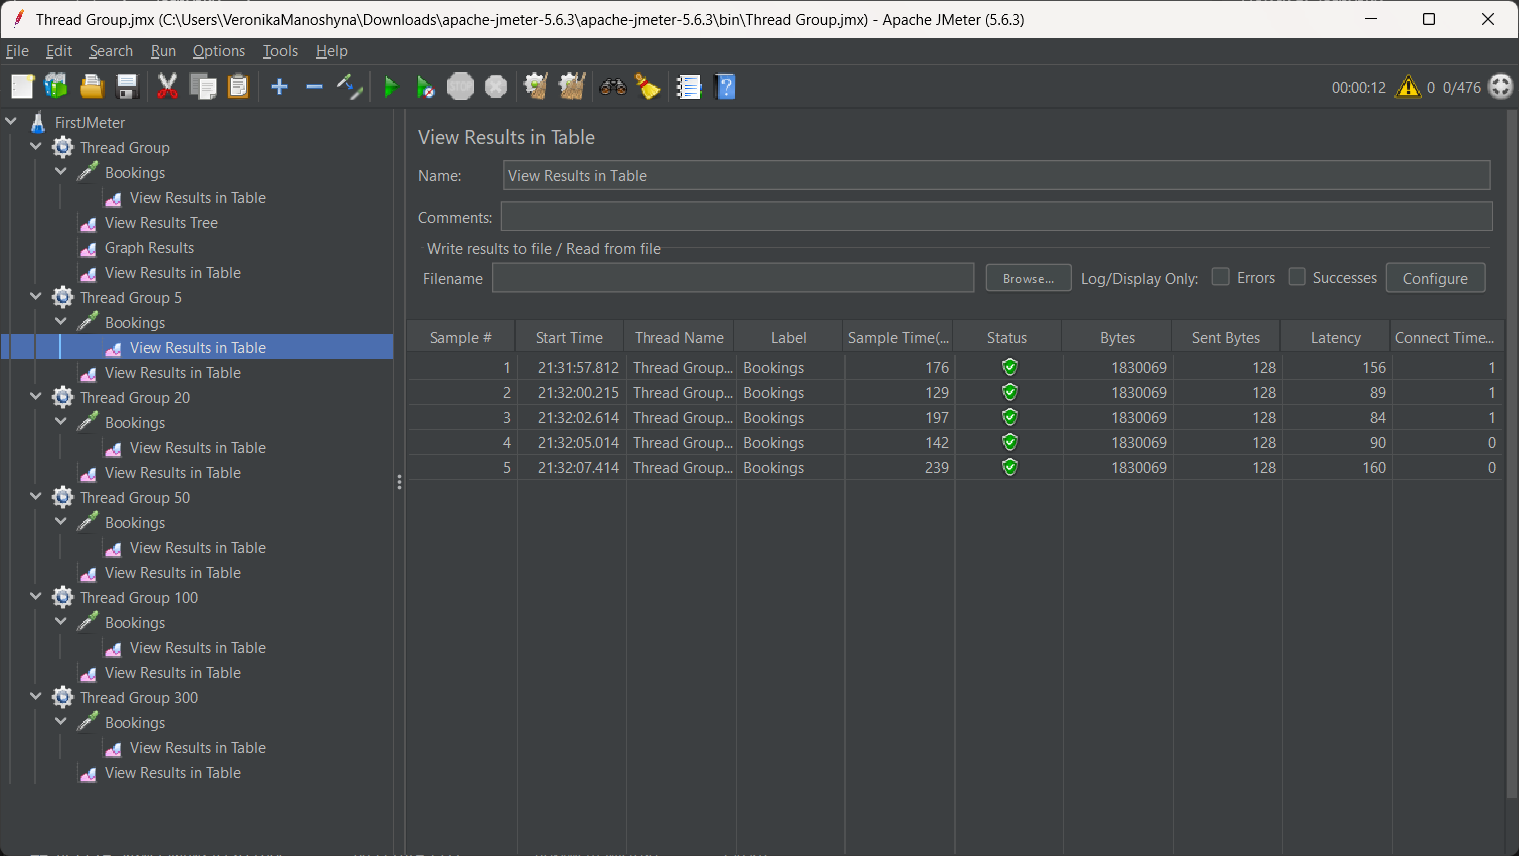 Thread Group.jmx (C:\Users\VeronikaManoshyna\Downloads\apache-jmeter-5.6.3\apache-jmeter-5.6.3\bin\Thread Group.jmx) - Apache JMeter (5.6.3)
File Edit Search Run Options Tools Help
STOP 00:00:12 0 0/476
FirstJMeter
Thread Group
Bookings
View Results in Table
View Results Tree
Graph Results
View Results in Table
Thread Group 5
Bookings
View Results in Table
View Results in Table
Thread Group 20
Bookings
View Results in Table
View Results in Table
Thread Group 50
Bookings
View Results in Table
View Results in Table
Thread Group 100
Bookings
View Results in Table
View Results in Table
Thread Group 300
Bookings
View Results in Table
View Results in Table
View Results in Table
Name: View Results in Table
Comments:
Write results to file / Read from file
Filename Browse... Log/Display Only: Errors Successes Configure
Sample # Start Time Thread Name Label Sample Time(... Status Bytes Sent Bytes Latency Connect Time...
1 21:31:57.812 Thread Group... Bookings 176 1830069 128 156 1
2 21:32:00.215 Thread Group... Bookings 129 1830069 128 89 1
3 21:32:02.614 Thread Group... Bookings 197 1830069 128 84 1
4 21:32:05.014 Thread Group... Bookings 142 1830069 128 90 0
5 21:32:07.414 Thread Group... Bookings 239 1830069 128 160 0